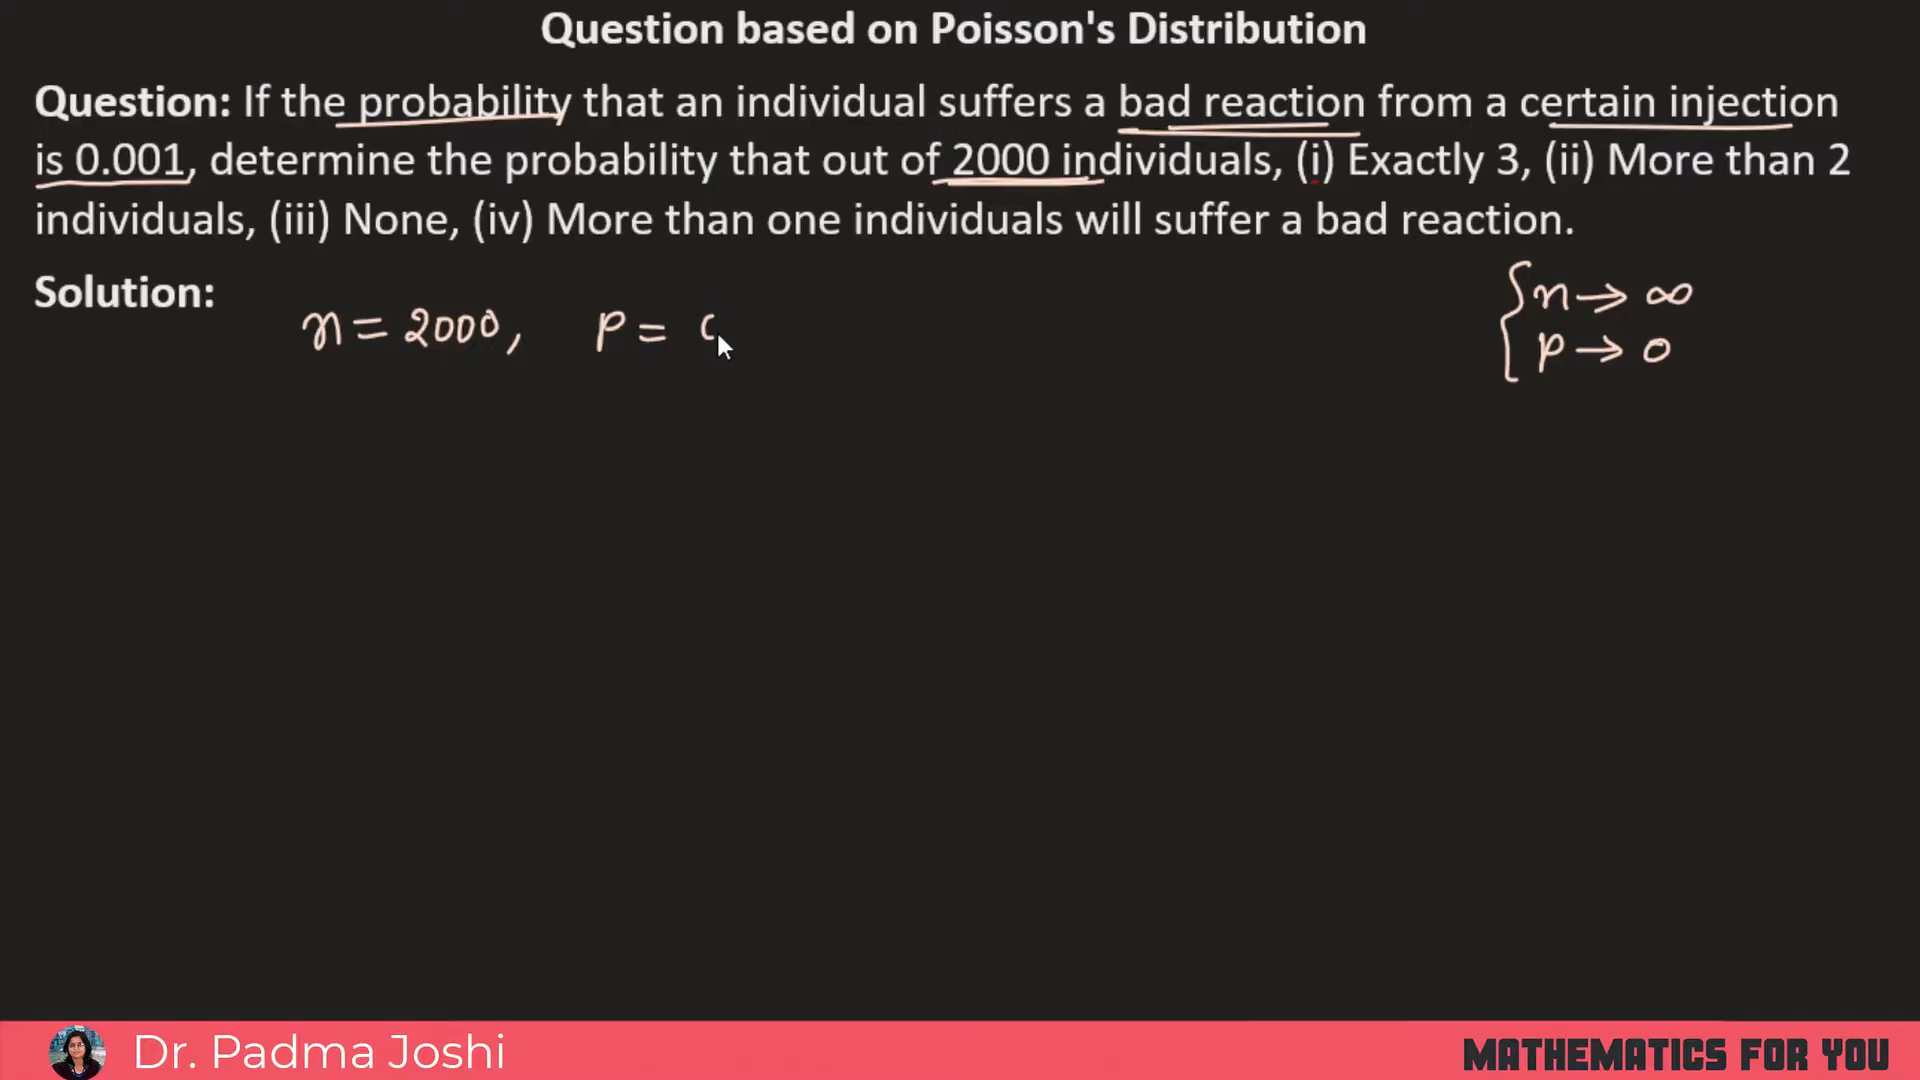 Question based on Poisson's Distribution
Question: If the probability that an individual suffers a bad reaction from a certain injection
is 0.001, determine the probability that out of 2000 individuals, (i) Exactly 3, (ii) More than 2
individuals, (iii) None, (iv) More than one individuals will suffer a bad reaction.
Solution:
n = 2000, p =
n → ∞
p → 0
Dr. Padma Joshi
MATHEMATICS FOR YOU